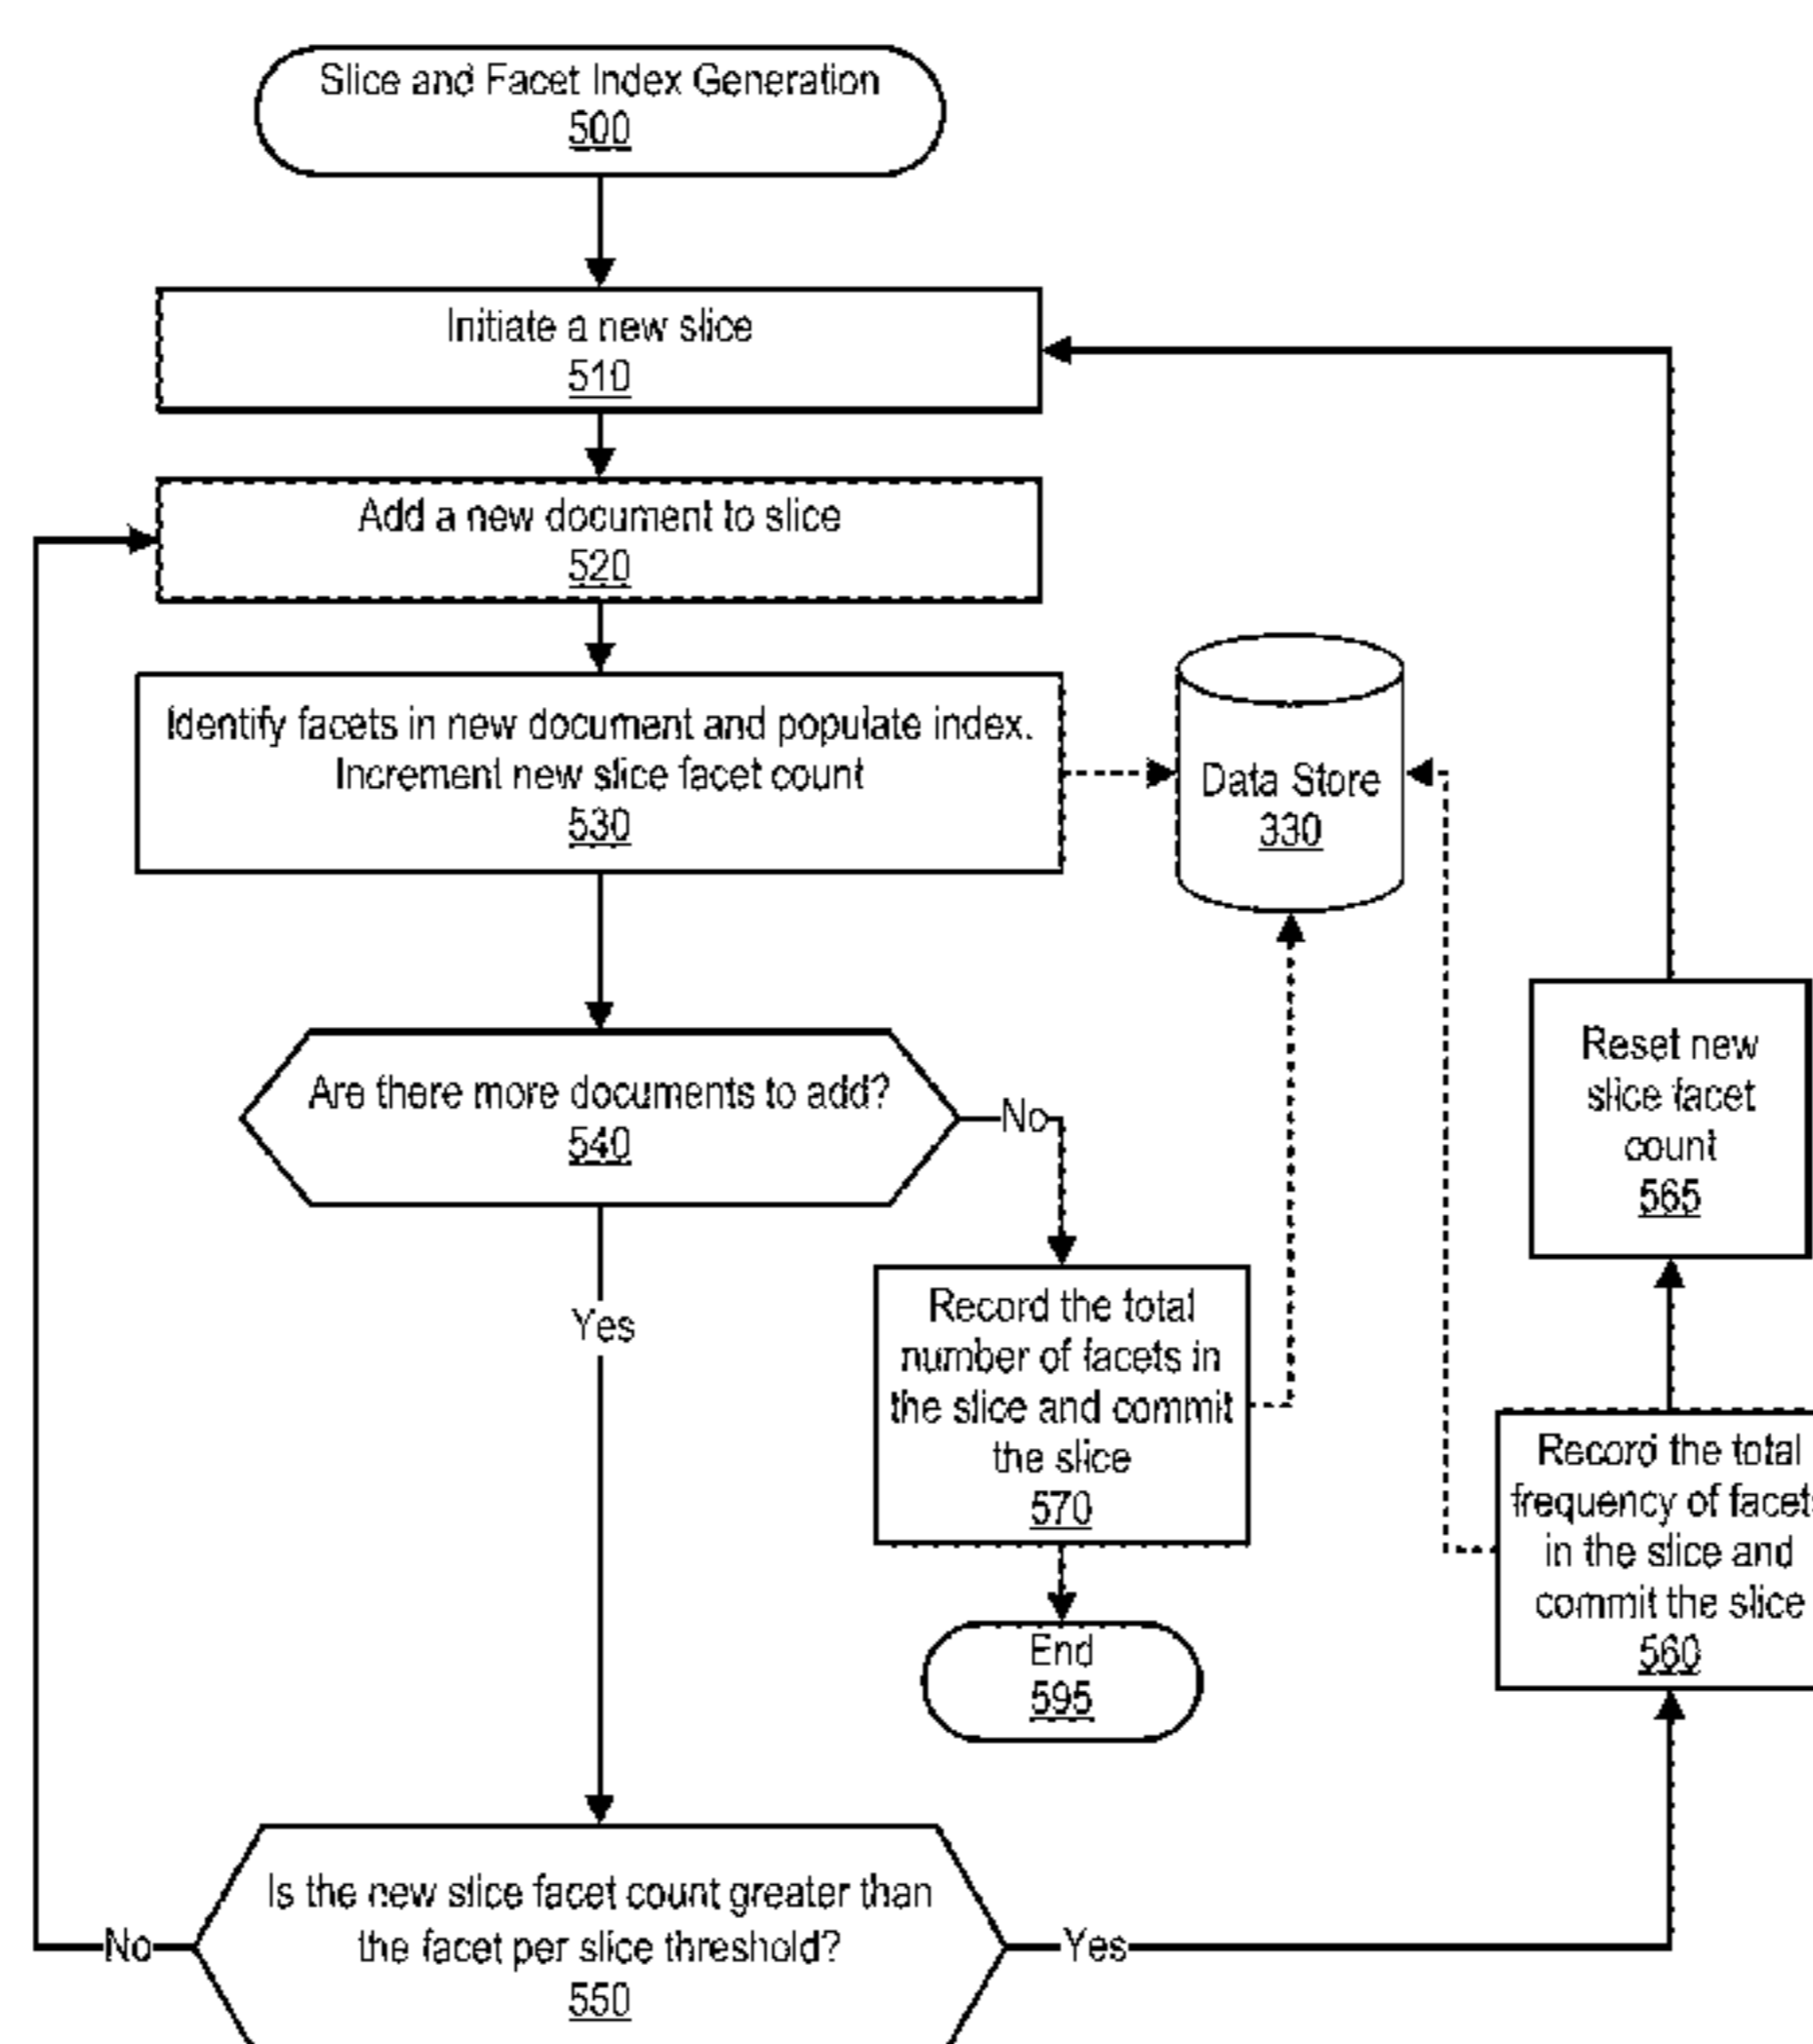 Slice and Facet Index Generation
500
Initiate a new slice
510
Add a new document to slice
520
Identify facets in new document and populate index.
Increment new slice facet count
530
Data Store
330
Are there more documents to add?
540
No
Yes
Reset new
slice facet
count
565
Record the total
number of facets in
the slice and commit
the slice
570
Record the total
frequency of facets
in the slice and
commit the slice
560
End
595
Is the new slice facet count greater than
the facet per slice threshold?
550
No
Yes